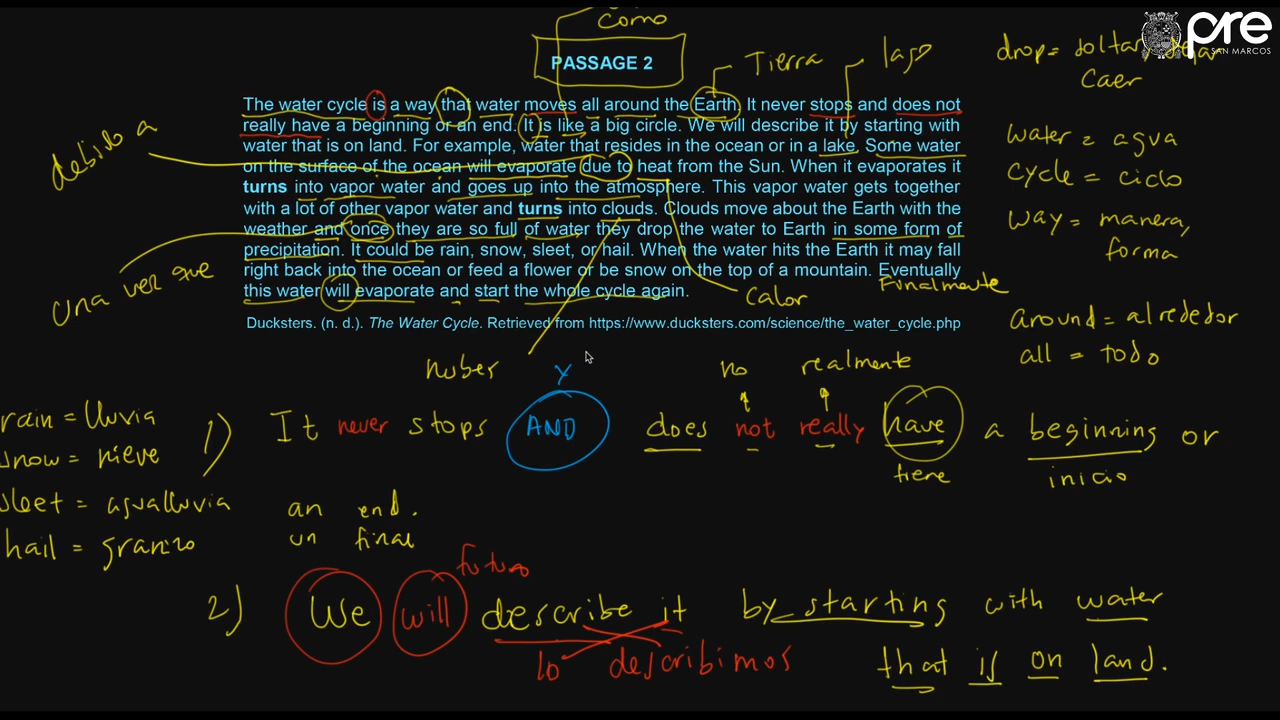 como
pre
SAN MARCOS
PASSAGE 2
Tierra
lago
drop = soltar, dejar
caer
The water cycle is a way that water moves all around the Earth. It never stops and does not
really have a beginning or an end. It is like a big circle. We will describe it by starting with
water that is on land. For example, water that resides in the ocean or in a lake. Some water
on the surface of the ocean will evaporate due to heat from the Sun. When it evaporates it
turns into vapor water and goes up into the atmosphere. This vapor water gets together
with a lot of other vapor water and turns into clouds. Clouds move about the Earth with the
weather and once they are so full of water they drop the water to Earth in some form of
precipitation. It could be rain, snow, sleet, or hail. When the water hits the Earth it may fall
right back into the ocean or feed a flower or be snow on the top of a mountain. Eventually
this water will evaporate and start the whole cycle again.
Ducksters. (n. d.). The Water Cycle. Retrieved from https://www.ducksters.com/science/the_water_cycle.php
debido a
una vez que
calor
Finalmente
water = agua
cycle = ciclo
way = manera,
forma
around = alrededor
all = todo
nubes
y
no
realmente
rain = lluvia
snow = nieve
sleet = aguallluvia
hail = granizo
1) It never stops AND does not really have a beginning or
tiene
inicio
an end.
un final
futuro
2) We will describe it by starting with water
lo describimos
that is on land.